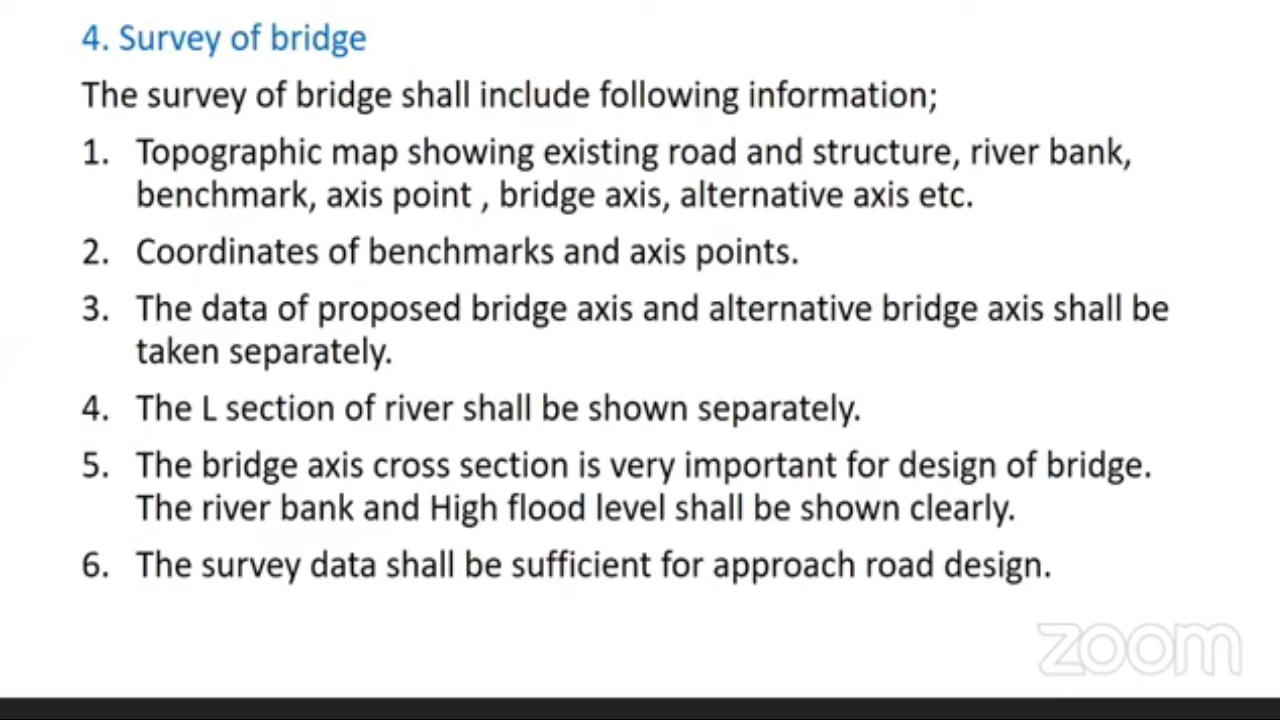 4. Survey of bridge
The survey of bridge shall include following information;
1. Topographic map showing existing road and structure, river bank,
benchmark, axis point , bridge axis, alternative axis etc.
2. Coordinates of benchmarks and axis points.
3. The data of proposed bridge axis and alternative bridge axis shall be
taken separately.
4. The L section of river shall be shown separately.
5. The bridge axis cross section is very important for design of bridge.
The river bank and High flood level shall be shown clearly.
6. The survey data shall be sufficient for approach road design.
zoom